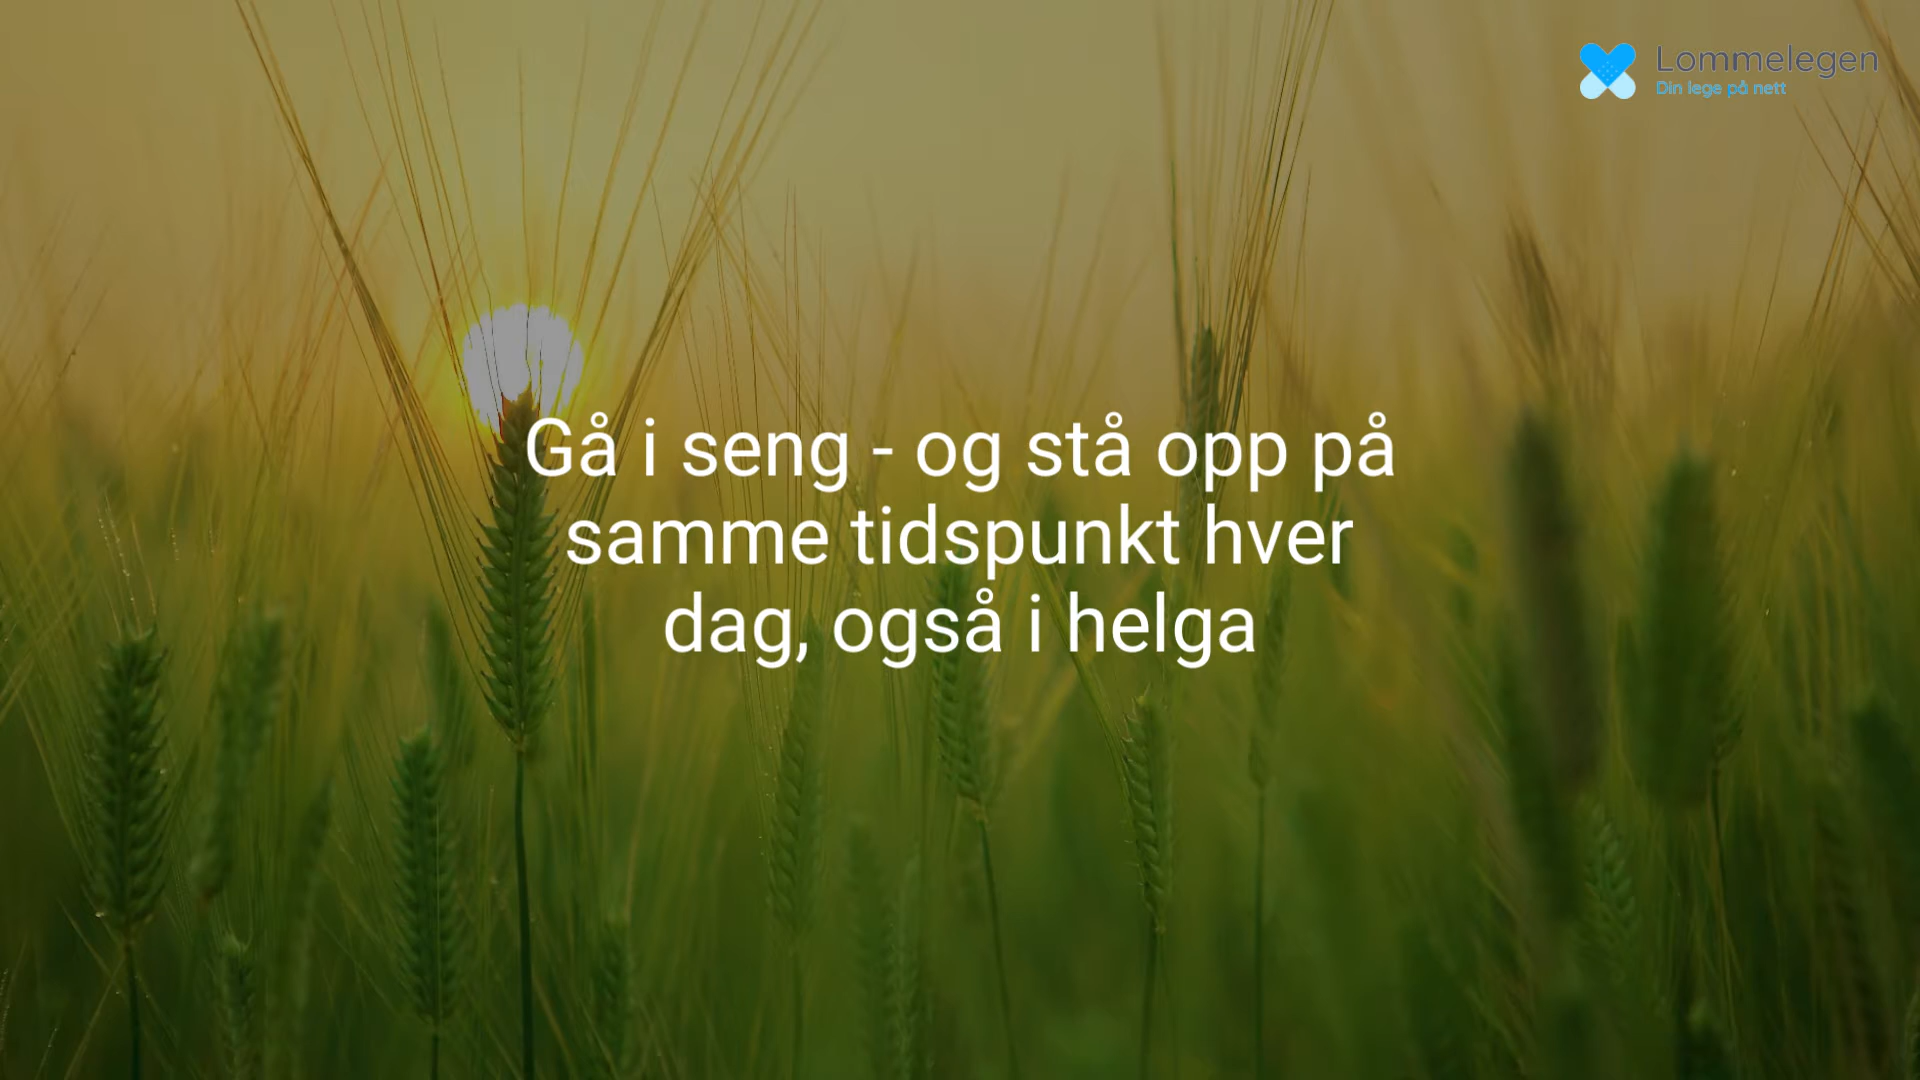 Lommelegen
Din lege på nett
Gå i seng - og stå opp på
samme tidspunkt hver
dag, også i helga